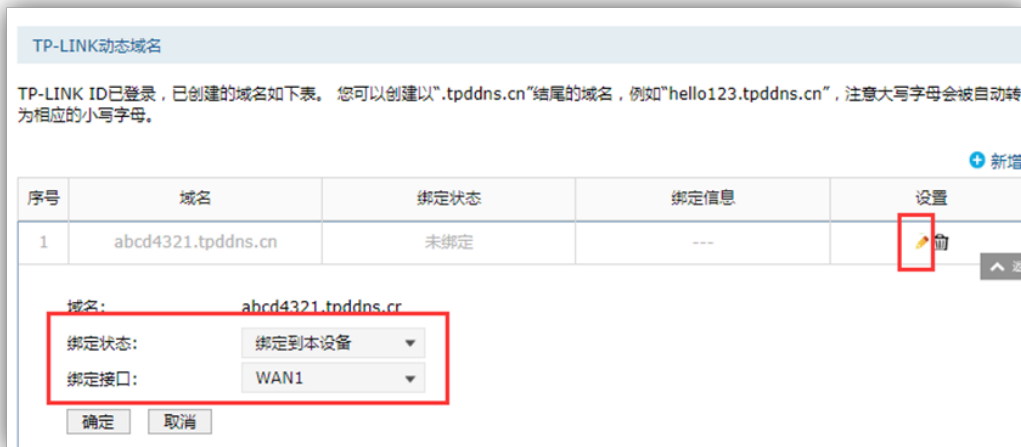 TP-LINK动态域名
TP-LINK ID已登录，已创建的域名如下表。 您可以创建以“.tpddns.cn”结尾的域名，例如“hello123.tpddns.cn”，注意大写字母会被自动转
为相应的小写字母。
新增
序号 域名 绑定状态 绑定信息 设置
1 abcd4321.tpddns.cn 未绑定 ---
域名： abcd4321.tpddns.cr
绑定状态： 绑定到本设备
绑定接口： WAN1
确定 取消